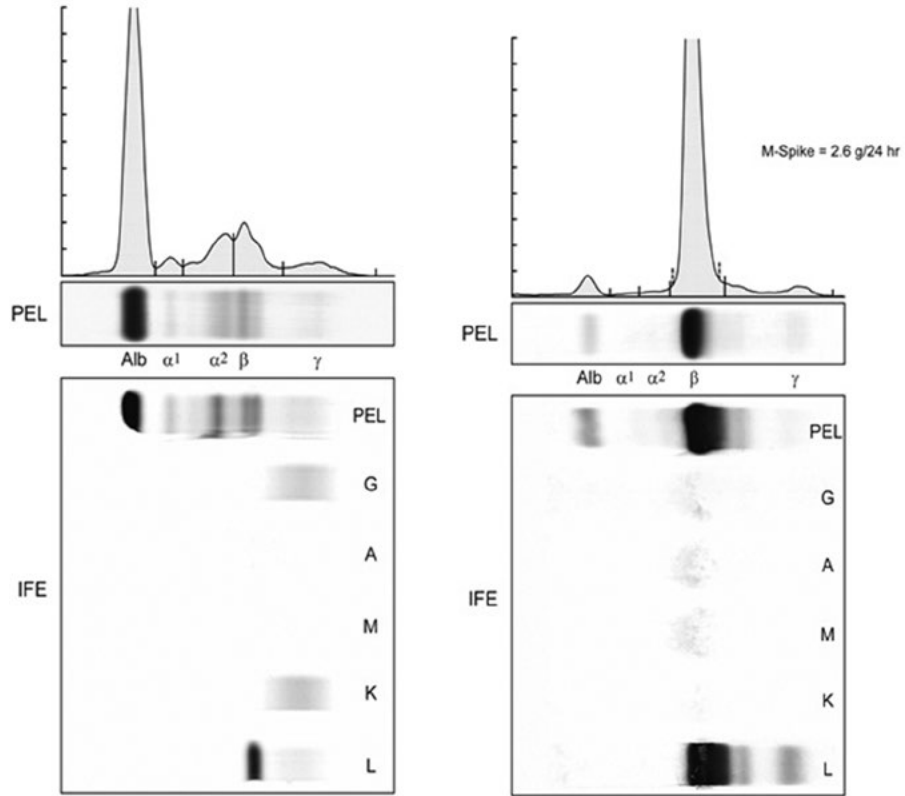 M-Spike = 2.6 g/24 hr
PEL
Alb α1 α2 β γ
PEL
G
A
IFE
M
K
L
PEL
Alb α1 α2 β γ
PEL
G
A
IFE
M
K
L